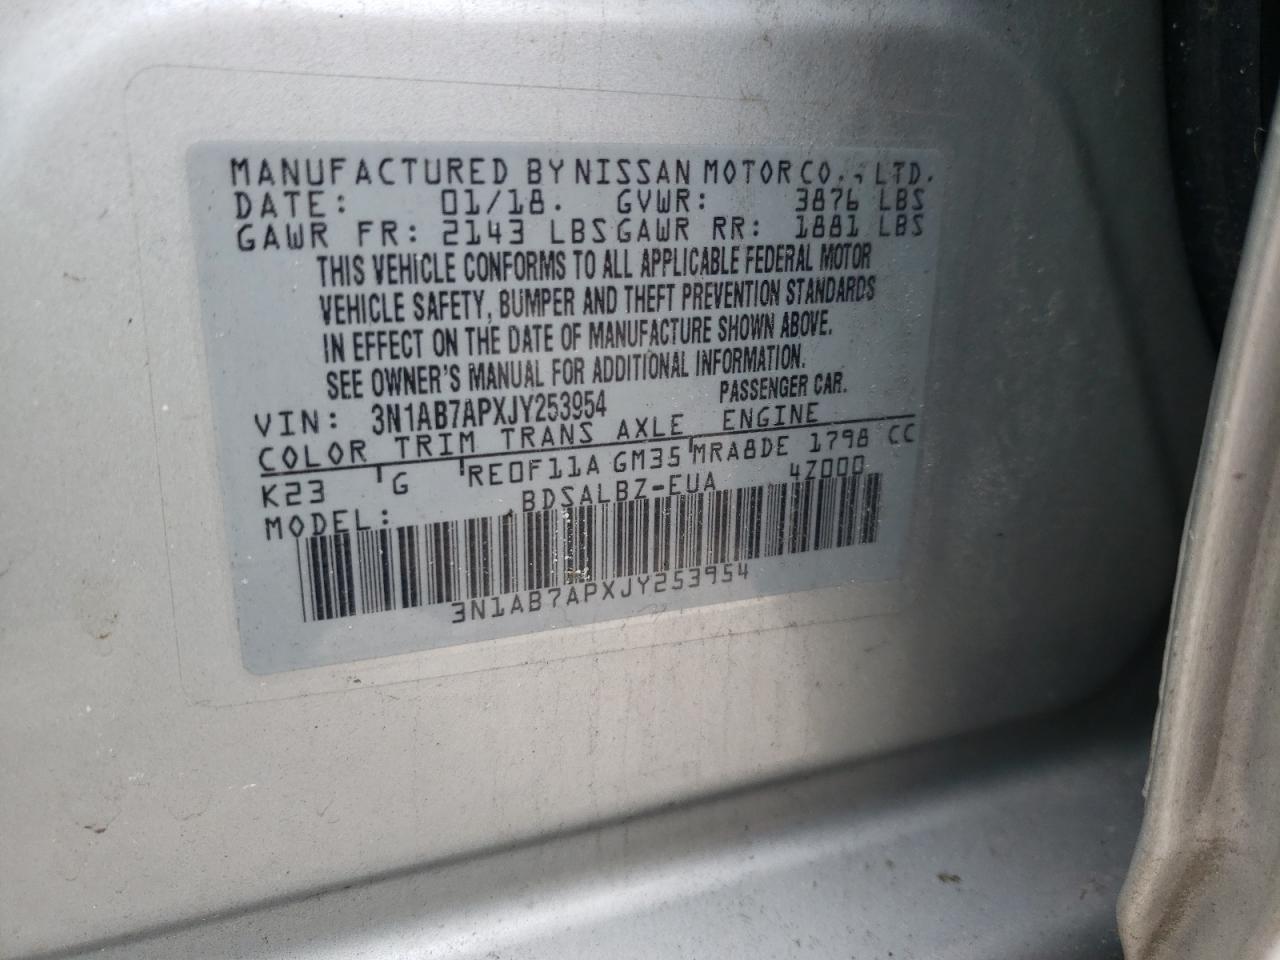 MANUFACTURED BY NISSAN MOTOR CO., LTD.
DATE: 01/18. GVWR: 3876 LBS
GAWR FR: 2143 LBS GAWR RR: 1881 LBS
THIS VEHICLE CONFORMS TO ALL APPLICABLE FEDERAL MOTOR
VEHICLE SAFETY, BUMPER AND THEFT PREVENTION STANDARDS
IN EFFECT ON THE DATE OF MANUFACTURE SHOWN ABOVE.
SEE OWNER'S MANUAL FOR ADDITIONAL INFORMATION.
VIN: 3N1AB7APXJY253954 PASSENGER CAR.
COLOR TRIM TRANS AXLE ENGINE
K23 G RE0F11A GM35 MRA8DE 1798 CC
MODEL: BDSALBZ-EUA 4Z000
3N1AB7APXJY253954